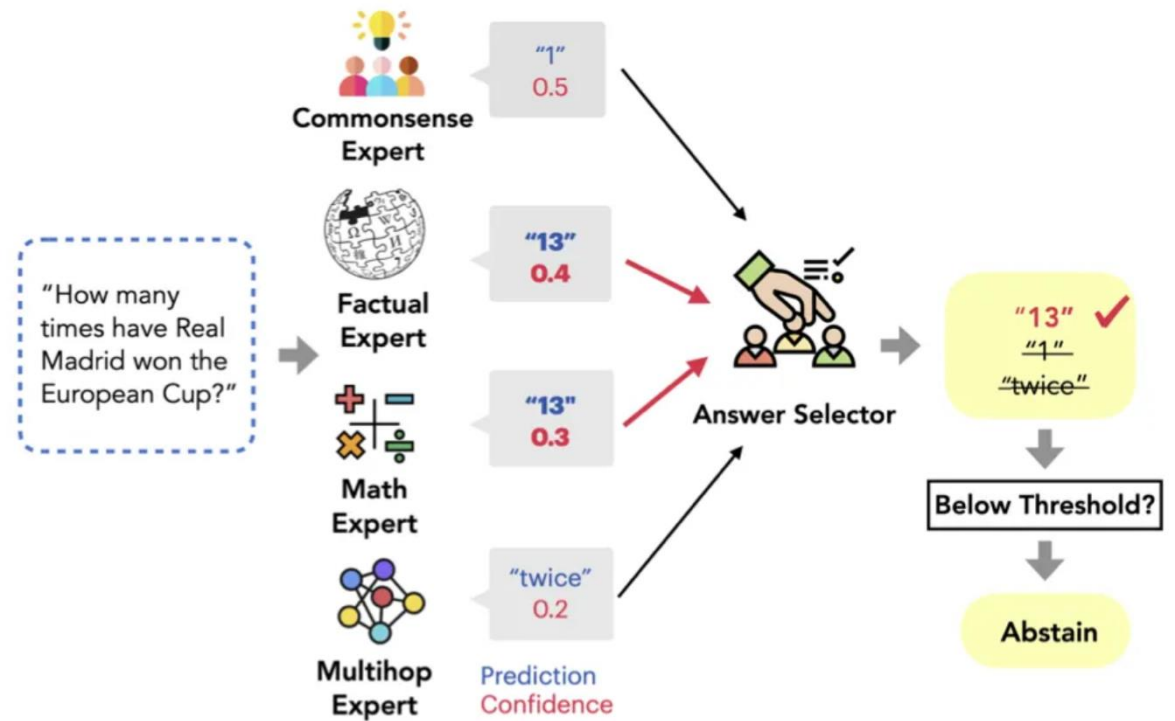 “How many
times have Real
Madrid won the
European Cup?”
Commonsense
Expert
“1”
0.5
Factual
Expert
“13”
0.4
Math
Expert
“13"
0.3
Multihop
Expert
“twice”
0.2
Prediction
Confidence
Answer Selector
“13”
“1”
“twice”
Below Threshold?
Abstain